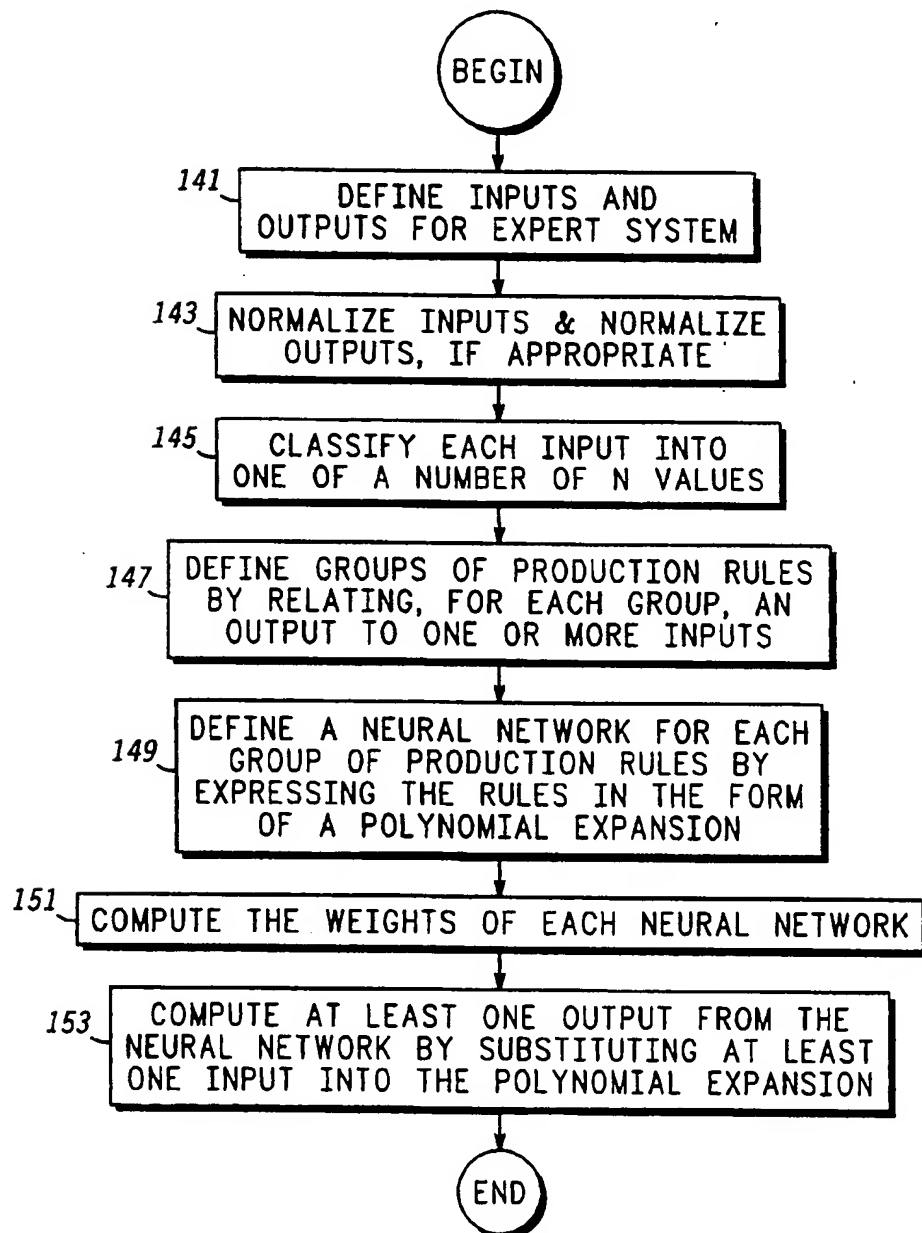 BEGIN
141
DEFINE INPUTS AND
OUTPUTS FOR EXPERT SYSTEM
143
NORMALIZE INPUTS & NORMALIZE
OUTPUTS, IF APPROPRIATE
145
CLASSIFY EACH INPUT INTO
ONE OF A NUMBER OF N VALUES
147
DEFINE GROUPS OF PRODUCTION RULES
BY RELATING, FOR EACH GROUP, AN
OUTPUT TO ONE OR MORE INPUTS
149
DEFINE A NEURAL NETWORK FOR EACH
GROUP OF PRODUCTION RULES BY
EXPRESSING THE RULES IN THE FORM
OF A POLYNOMIAL EXPANSION
151
COMPUTE THE WEIGHTS OF EACH NEURAL NETWORK
153
COMPUTE AT LEAST ONE OUTPUT FROM THE
NEURAL NETWORK BY SUBSTITUTING AT LEAST
ONE INPUT INTO THE POLYNOMIAL EXPANSION
END